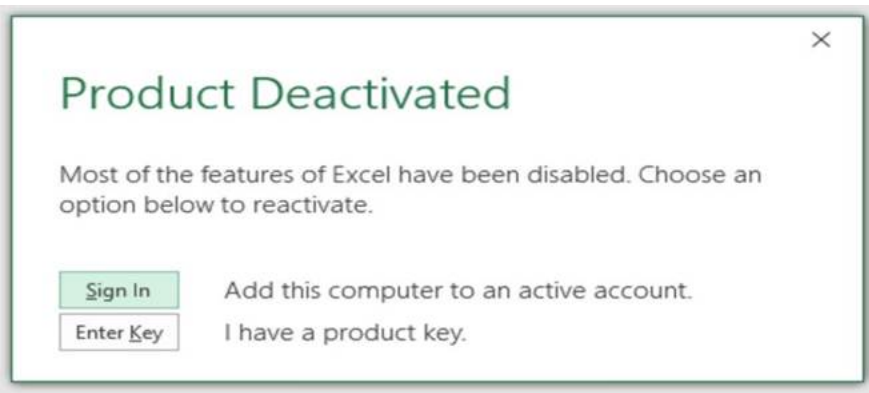 Product Deactivated
Most of the features of Excel have been disabled. Choose an
option below to reactivate.
Sign In Add this computer to an active account.
Enter Key I have a product key.